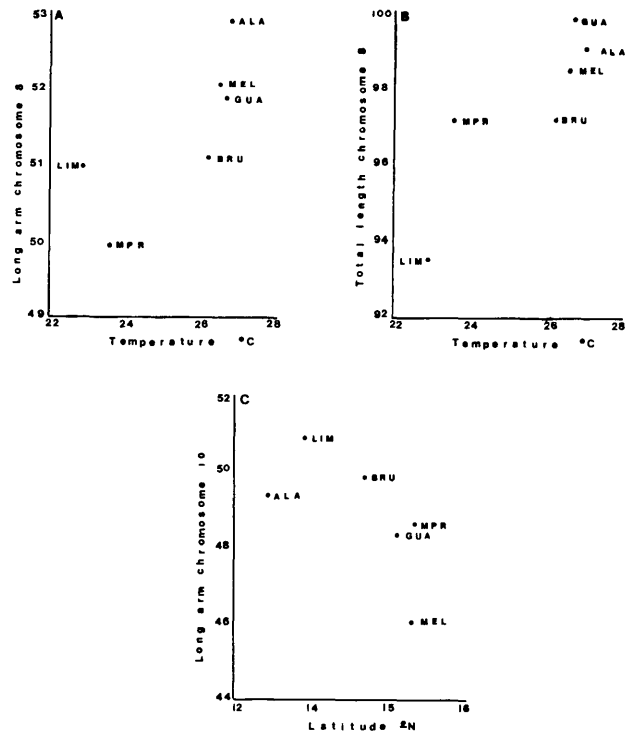 A
53
52
51
50
49
Long arm chromosome 8
ALA
MEL
GUA
BRU
LIM
MPR
22
24
26
28
Temperature ºC
B
100
98
96
94
92
Total length chromosome 8
GUA
ALA
MEL
MPR
BRU
LIM
22
24
26
28
Temperature ºC
C
52
50
48
46
44
Long arm chromosome 10
LIM
BRU
ALA
MPR
GUA
MEL
12
14
15
16
Latitude ºN